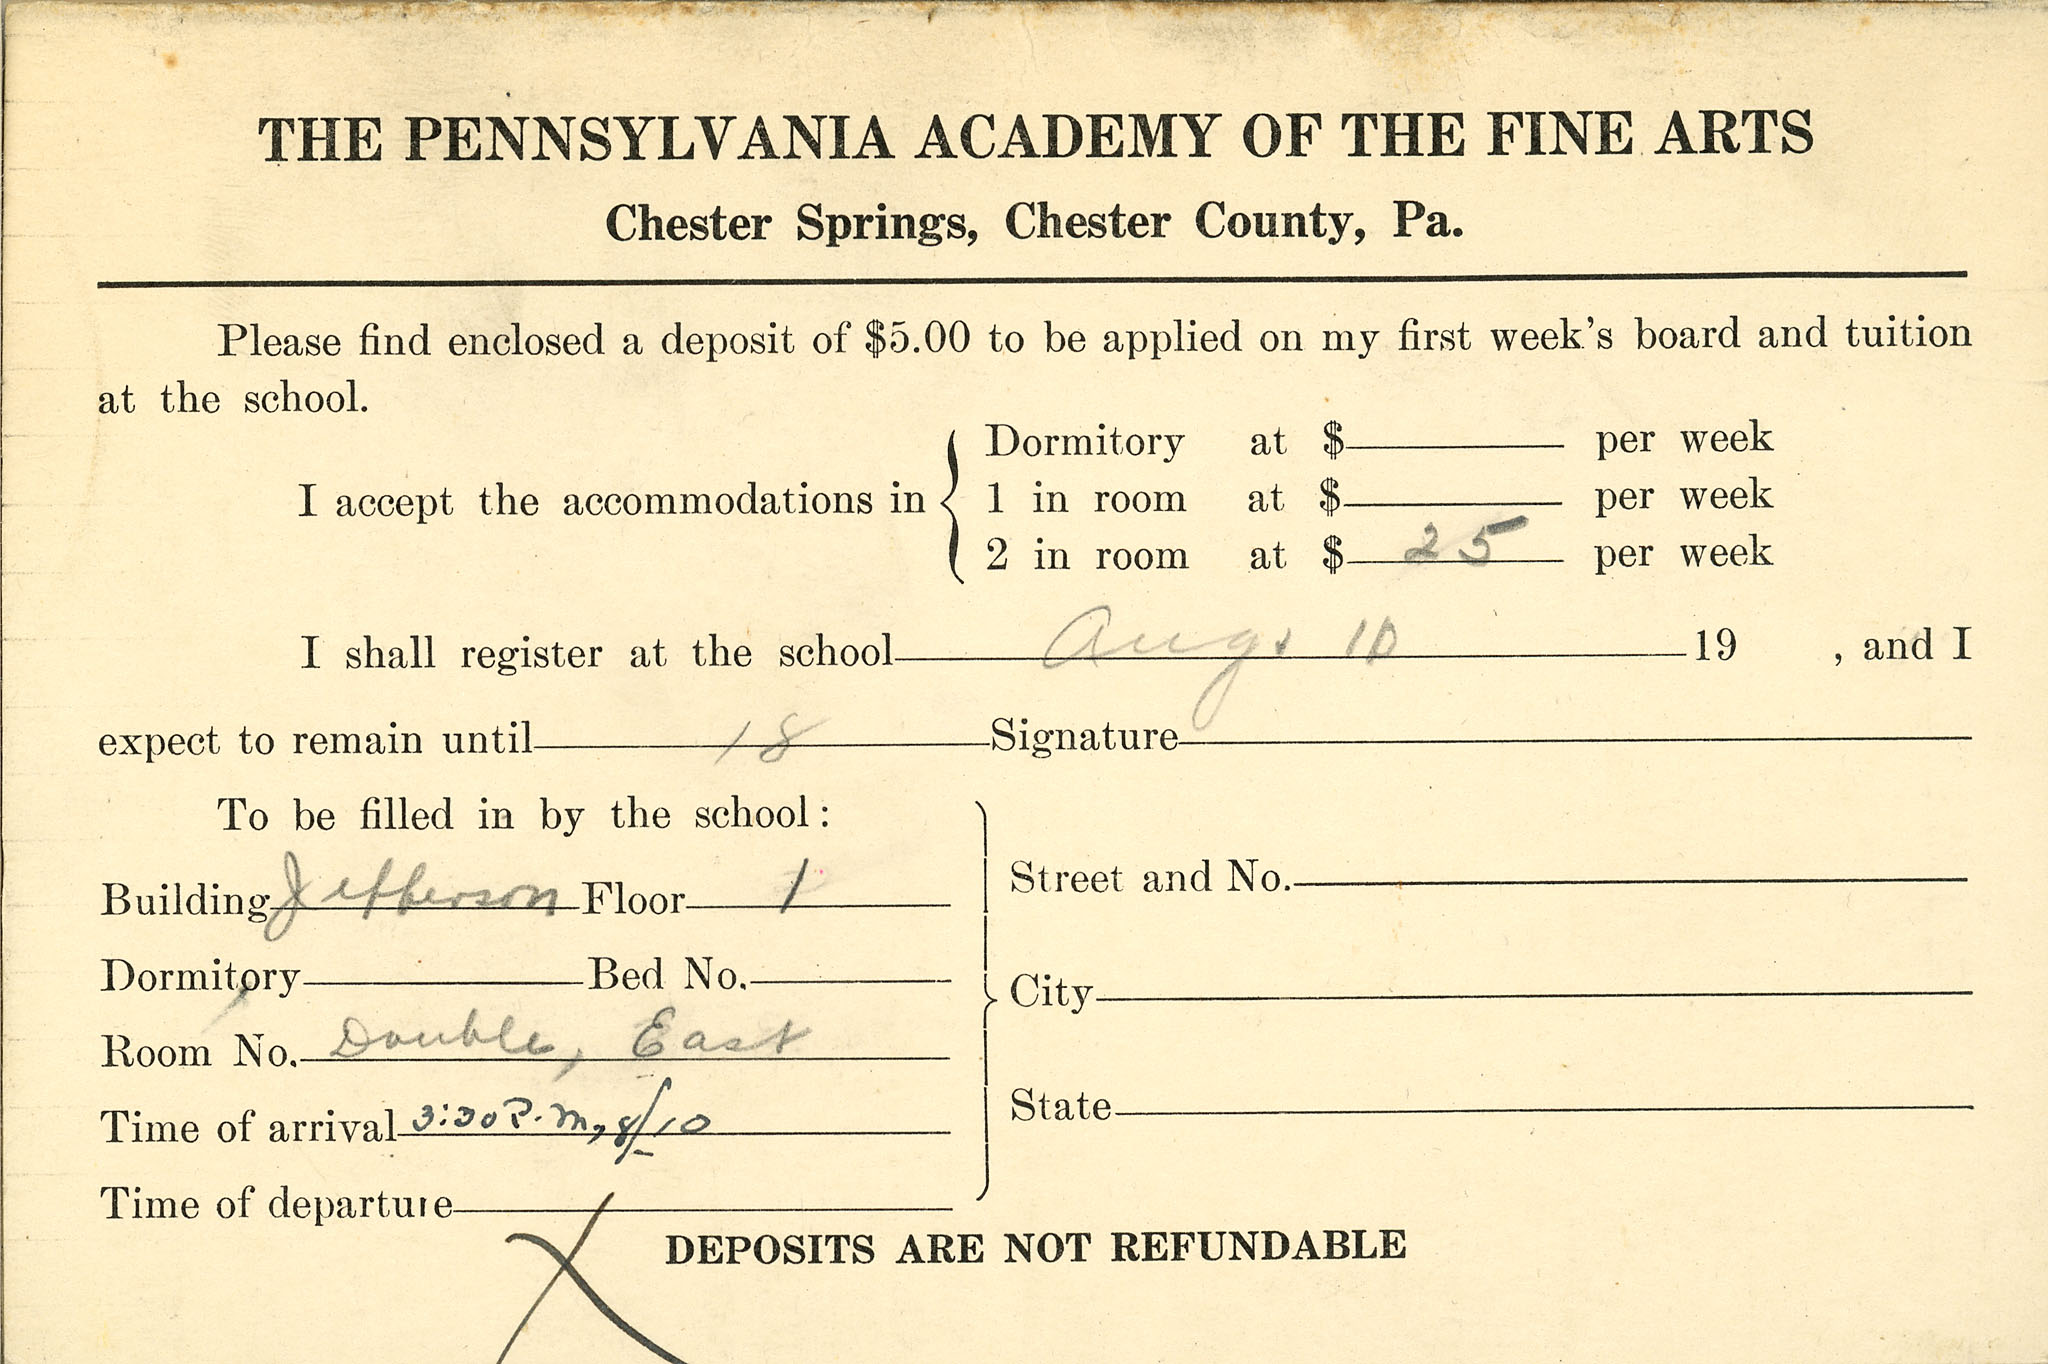 THE PENNSYLVANIA ACADEMY OF THE FINE ARTS
Chester Springs, Chester County, Pa.
Please find enclosed a deposit of $5.00 to be applied on my first week's board and tuition
at the school.
I accept the accommodations in
Dormitory at $ per week
1 in room at $ per week
2 in room at $ 25 per week
I shall register at the school Aug. 10 19 , and I
expect to remain until 18 Signature
To be filled in by the school:
Building Jefferson Floor 1
Dormitory Bed No.
Room No. Double, East
Time of arrival 3:30 P.M., 8/10
Time of departure
Street and No.
City
State
DEPOSITS ARE NOT REFUNDABLE